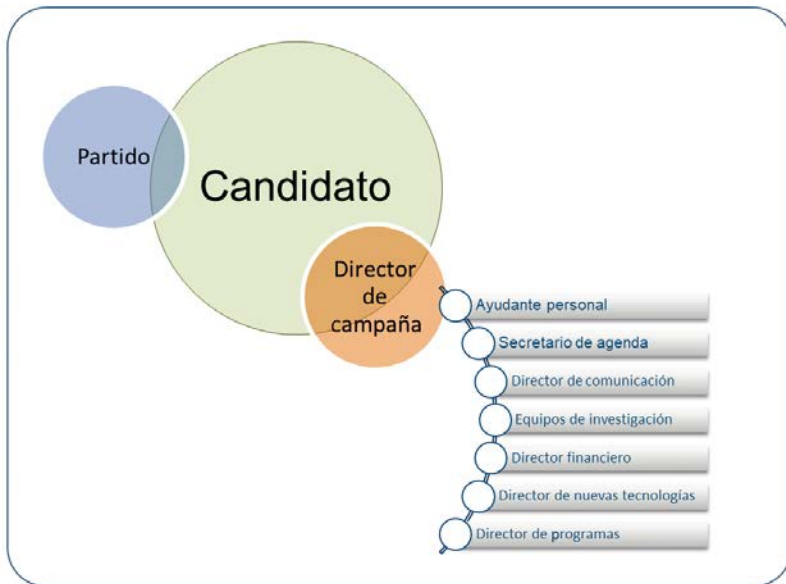 Partido
Candidato
Director
de
campaña
Ayudante personal
Secretario de agenda
Director de comunicación
Equipos de investigación
Director financiero
Director de nuevas tecnologías
Director de programas